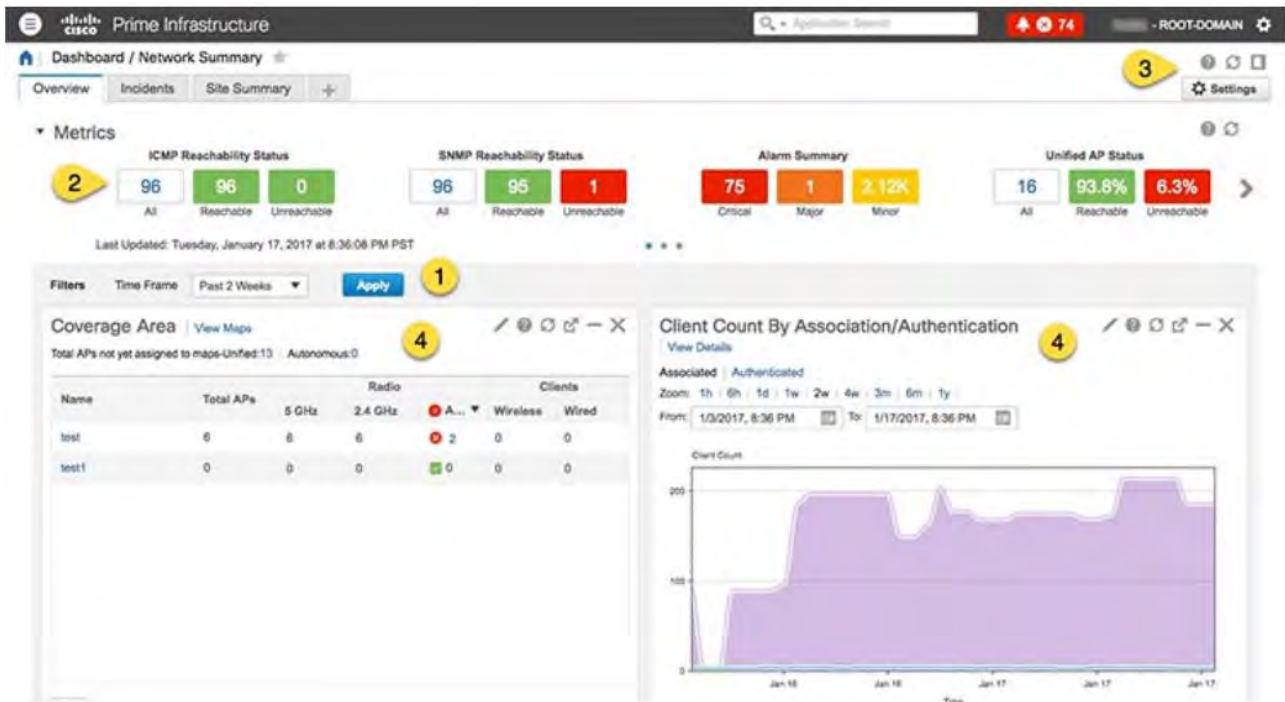 cisco Prime Infrastructure
Application Search
74
- ROOT-DOMAIN
Dashboard / Network Summary
3
Overview Incidents Site Summary +
Settings
Metrics
ICMP Reachability Status
SNMP Reachability Status
Alarm Summary
Unified AP Status
2
96 96 0
96 95 1
75 1 2.12K
16 93.8% 6.3%
All Reachable Unreachable
All Reachable Unreachable
Critical Major Minor
All Reachable Unreachable
Last Updated: Tuesday, January 17, 2017 at 8:36:08 PM PST
Filters Time Frame Past 2 Weeks Apply
1
Coverage Area View Maps
4
Total APs not yet assigned to maps-Unified:13 Autonomous:0
Name Total APs Radio Clients
5 GHz 2.4 GHz A... Wireless Wired
test 6 6 6 2 0 0
test1 0 0 0 0 0 0
Client Count By Association/Authentication
4
View Details
Associated Authenticated
Zoom: 1h 6h 1d 1w 2w 4w 3m 6m 1y
From: 1/3/2017, 8:36 PM To: 1/17/2017, 8:36 PM
Client Count
200
100
0
Jan 16 Jan 16 Jan 17 Jan 17 Jan 17
Time